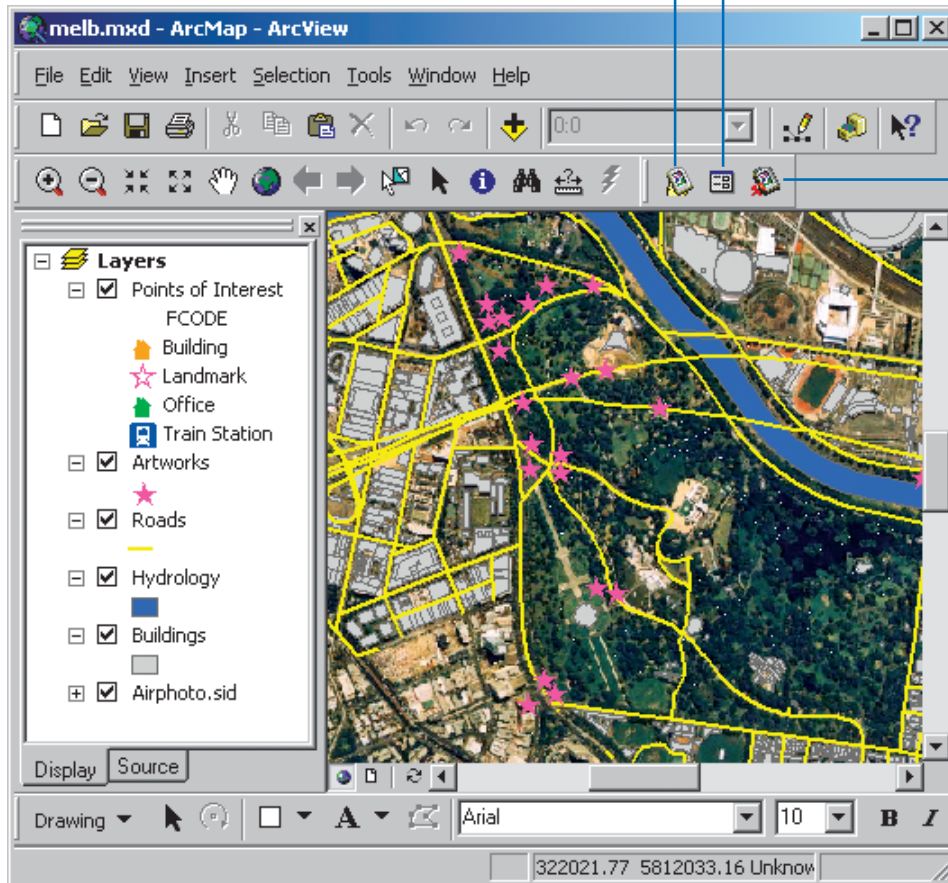 melb.mxd - ArcMap - ArcView
File Edit View Insert Selection Tools Window Help
0:0
Layers
Points of Interest
FCODE
Building
Landmark
Office
Train Station
Artworks
Roads
Hydrology
Buildings
Airphoto.sid
Display Source
Drawing A Arial 10 B I
322021.77 5812033.16 Unknow